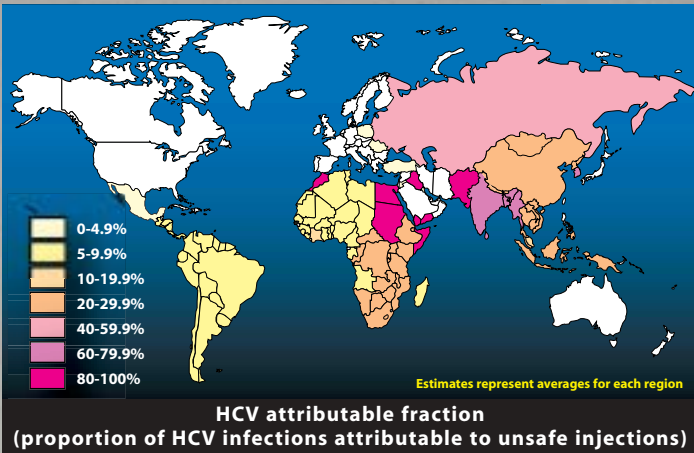 0-4.9%
5-9.9%
10-19.9%
20-29.9%
40-59.9%
60-79.9%
80-100%
Estimates represent averages for each region
HCV attributable fraction
(proportion of HCV infections attributable to unsafe injections)